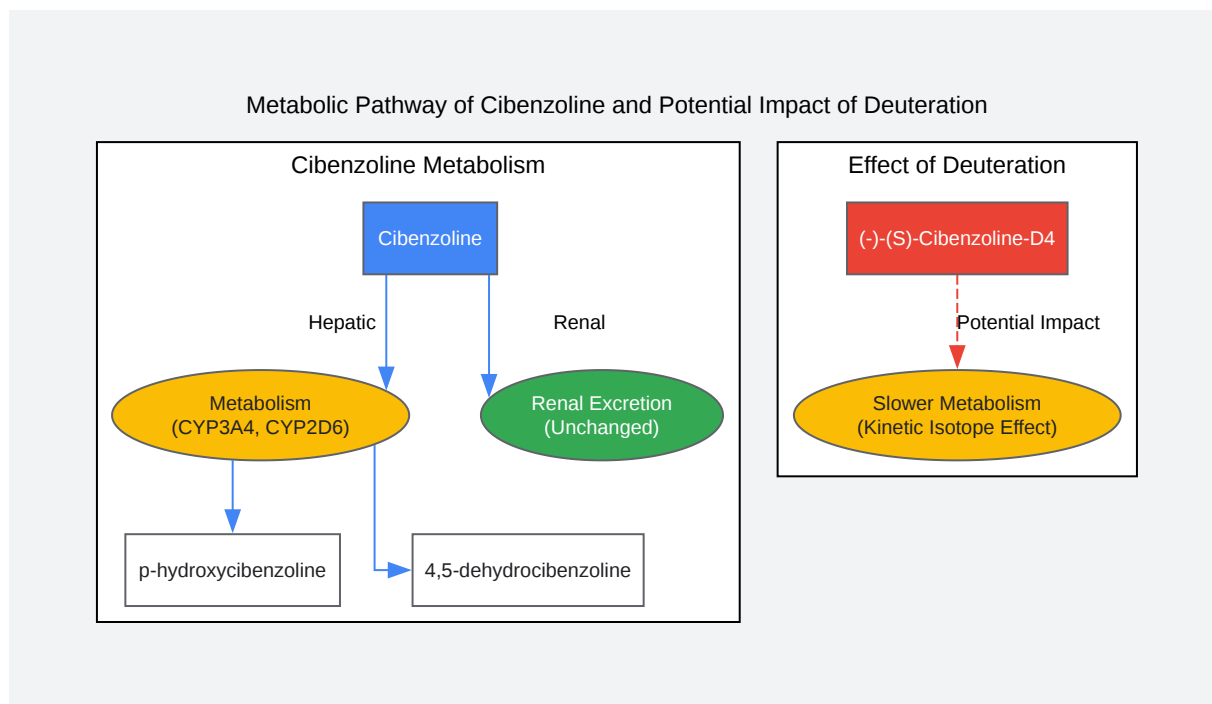 Metabolic Pathway of Cibenzoline and Potential Impact of Deuteration
Cibenzoline Metabolism
Cibenzoline
Hepatic
Renal
Metabolism
(CYP3A4, CYP2D6)
Renal Excretion
(Unchanged)
p-hydroxycibenzoline
4,5-dehydrocibenzoline
Effect of Deuteration
(-)-(S)-Cibenzoline-D4
Potential Impact
Slower Metabolism
(Kinetic Isotope Effect)